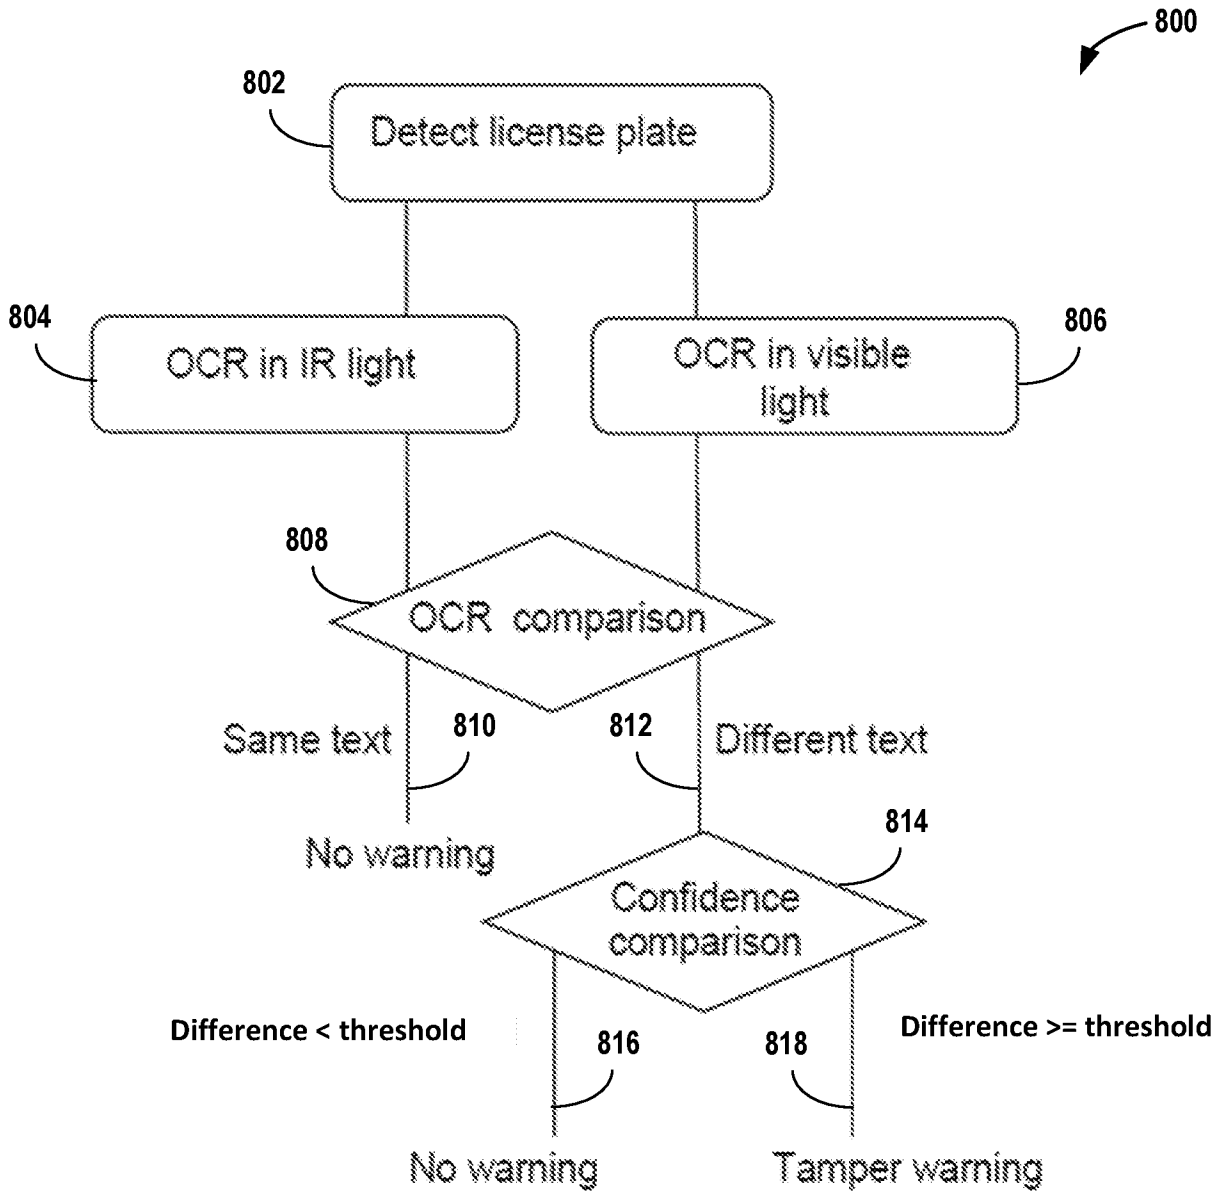 800
802
Detect license plate
804
OCR in IR light
806
OCR in visible
light
808
OCR comparison
Same text
810
812
Different text
No warning
814
Confidence
comparison
Difference < threshold
816
818
Difference >= threshold
No warning
Tamper warning